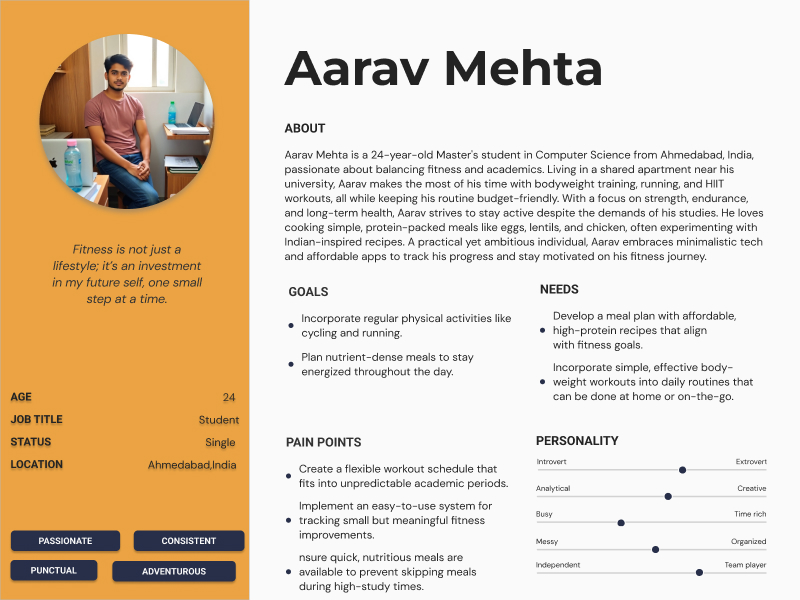 Fitness is not just a
lifestyle; it's an investment
in my future self, one small
step at a time.
AGE 24
JOB TITLE Student
STATUS Single
LOCATION Ahmedabad,India
PASSIONATE CONSISTENT
PUNCTUAL ADVENTUROUS
Aarav Mehta
ABOUT
Aarav Mehta is a 24-year-old Master's student in Computer Science from Ahmedabad, India,
passionate about balancing fitness and academics. Living in a shared apartment near his
university, Aarav makes the most of his time with bodyweight training, running, and HIIT
workouts, all while keeping his routine budget-friendly. With a focus on strength, endurance,
and long-term health, Aarav strives to stay active despite the demands of his studies. He loves
cooking simple, protein-packed meals like eggs, lentils, and chicken, often experimenting with
Indian-inspired recipes. A practical yet ambitious individual, Aarav embraces minimalistic tech
and affordable apps to track his progress and stay motivated on his fitness journey.
GOALS
Incorporate regular physical activities like
cycling and running.
Plan nutrient-dense meals to stay
energized throughout the day.
NEEDS
Develop a meal plan with affordable,
high-protein recipes that align
with fitness goals.
Incorporate simple, effective body-
weight workouts into daily routines that
can be done at home or on-the-go.
PAIN POINTS
Create a flexible workout schedule that
fits into unpredictable academic periods.
Implement an easy-to-use system for
tracking small but meaningful fitness
improvements.
nsure quick, nutritious meals are
available to prevent skipping meals
during high-study times.
PERSONALITY
Introvert Extrovert
Analytical Creative
Busy Time rich
Messy Organized
Independent Team player